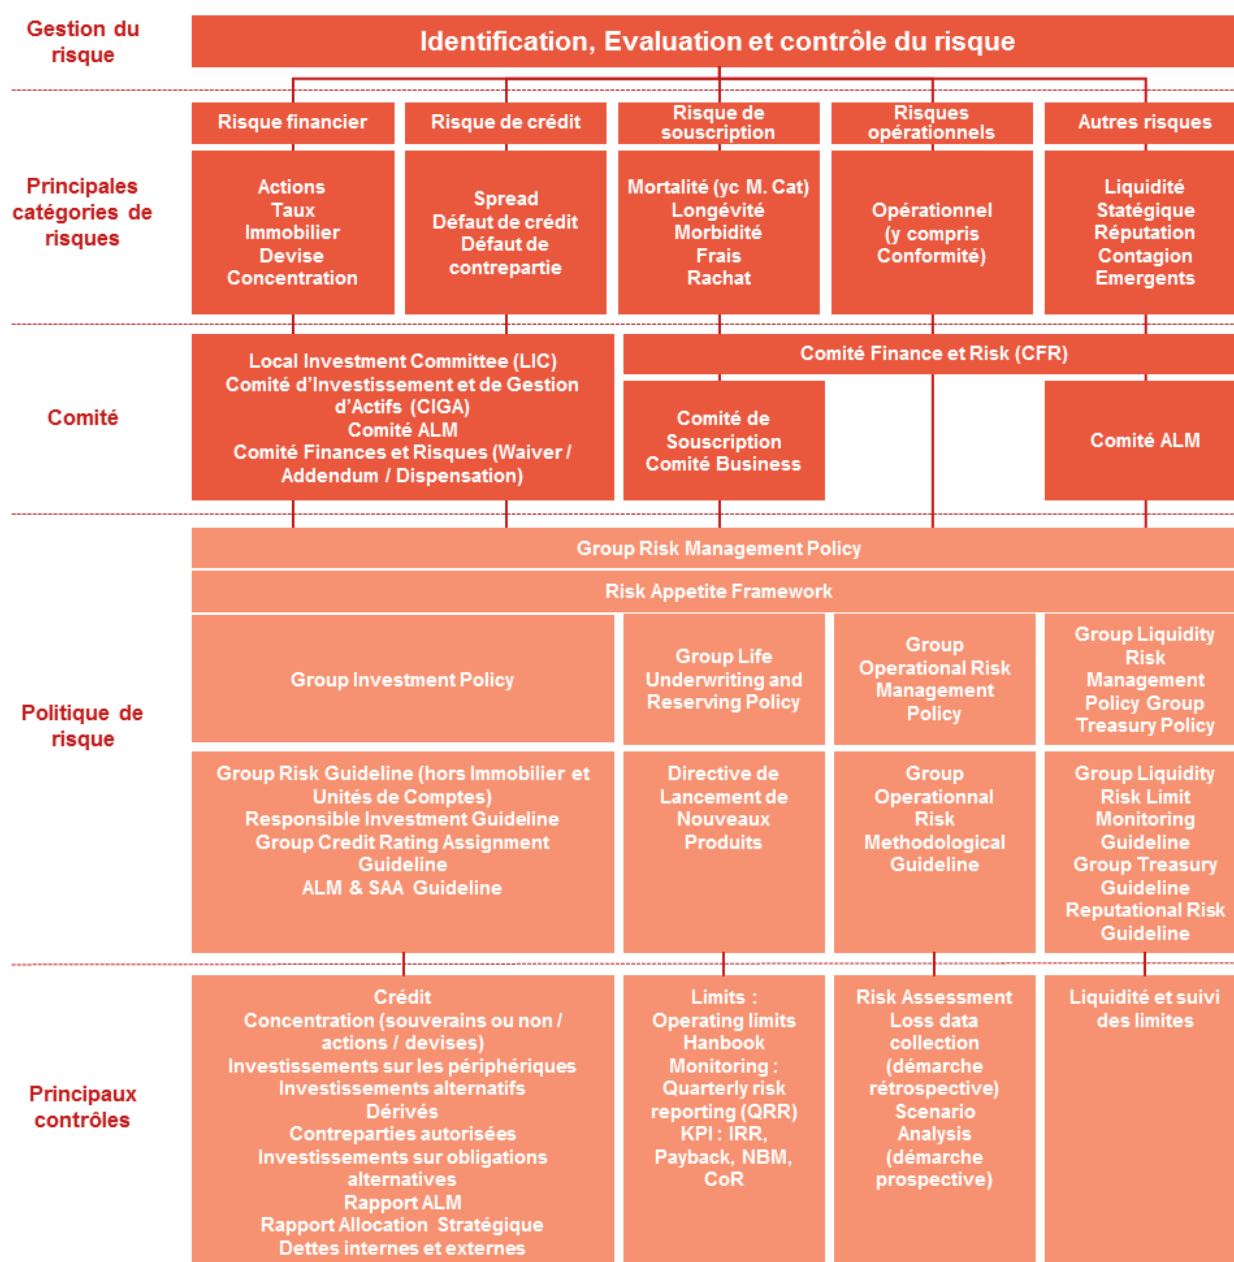 Gestion du
risque
Identification, Evaluation et contrôle du risque
Principales
catégories de
risques
Risque financier
Actions
Taux
Immobilier
Devise
Concentration
Risque de crédit
Spread
Défaut de crédit
Défaut de
contrepartie
Risque de
souscription
Mortalité (yc M. Cat)
Longévité
Morbidité
Frais
Rachat
Risques
opérationnels
Opérationnel
(y compris
Conformité)
Autres risques
Liquidité
Statégique
Réputation
Contagion
Emergents
Comité
Local Investment Committee (LIC)
Comité d'Investissement et de Gestion
d'Actifs (CIGA)
Comité ALM
Comité Finances et Risques (Waiver /
Addendum / Dispensation)
Comité Finance et Risk (CFR)
Comité de
Souscription
Comité Business
Comité ALM
Politique de
risque
Group Risk Management Policy
Risk Appetite Framework
Group Investment Policy
Group Life
Underwriting and
Reserving Policy
Group
Operational Risk
Management
Policy
Group Liquidity
Risk
Management
Policy Group
Treasury Policy
Group Risk Guideline (hors Immobilier et
Unités de Comptes)
Responsible Investment Guideline
Group Credit Rating Assignment
Guideline
ALM & SAA Guideline
Directive de
Lancement de
Nouveaux
Produits
Group
Operationnal
Risk
Methodological
Guideline
Group Liquidity
Risk Limit
Monitoring
Guideline
Group Treasury
Guideline
Reputational Risk
Guideline
Principaux
contrôles
Crédit
Concentration (souverains ou non /
actions / devises)
Investissements sur les périphériques
Investissements alternatifs
Dérivés
Contreparties autorisées
Investissements sur obligations
alternatives
Rapport ALM
Rapport Allocation Stratégique
Dettes internes et externes
Limits :
Operating limits
Hanbook
Monitoring :
Quarterly risk
reporting (QRR)
KPI : IRR,
Payback, NBM,
CoR
Risk Assessment
Loss data
collection
(démarche
rétrospective)
Scenario
Analysis
(démarche
prospective)
Liquidité et suivi
des limites